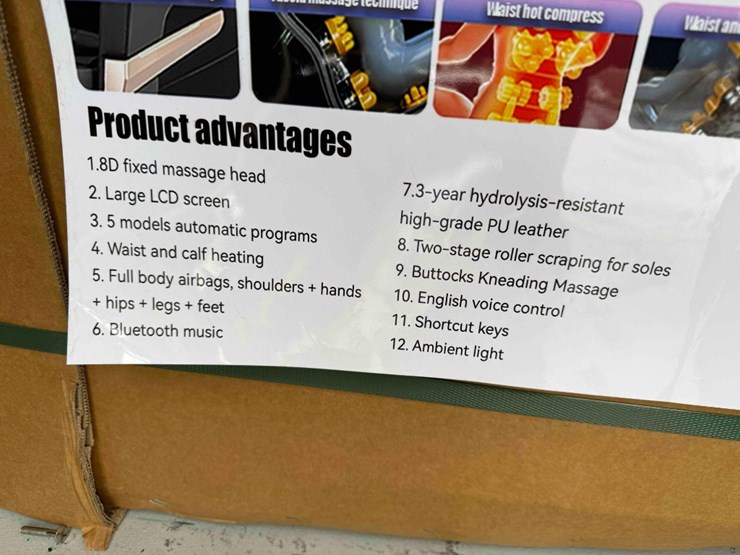 massage technique
Waist hot compress
Waist
Product advantages
1.8D fixed massage head
2. Large LCD screen
3. 5 models automatic programs
4. Waist and calf heating
5. Full body airbags, shoulders + hands
+ hips + legs + feet
6. Bluetooth music
7.3-year hydrolysis-resistant
high-grade PU leather
8. Two-stage roller scraping for soles
9. Buttocks Kneading Massage
10. English voice control
11. Shortcut keys
12. Ambient light